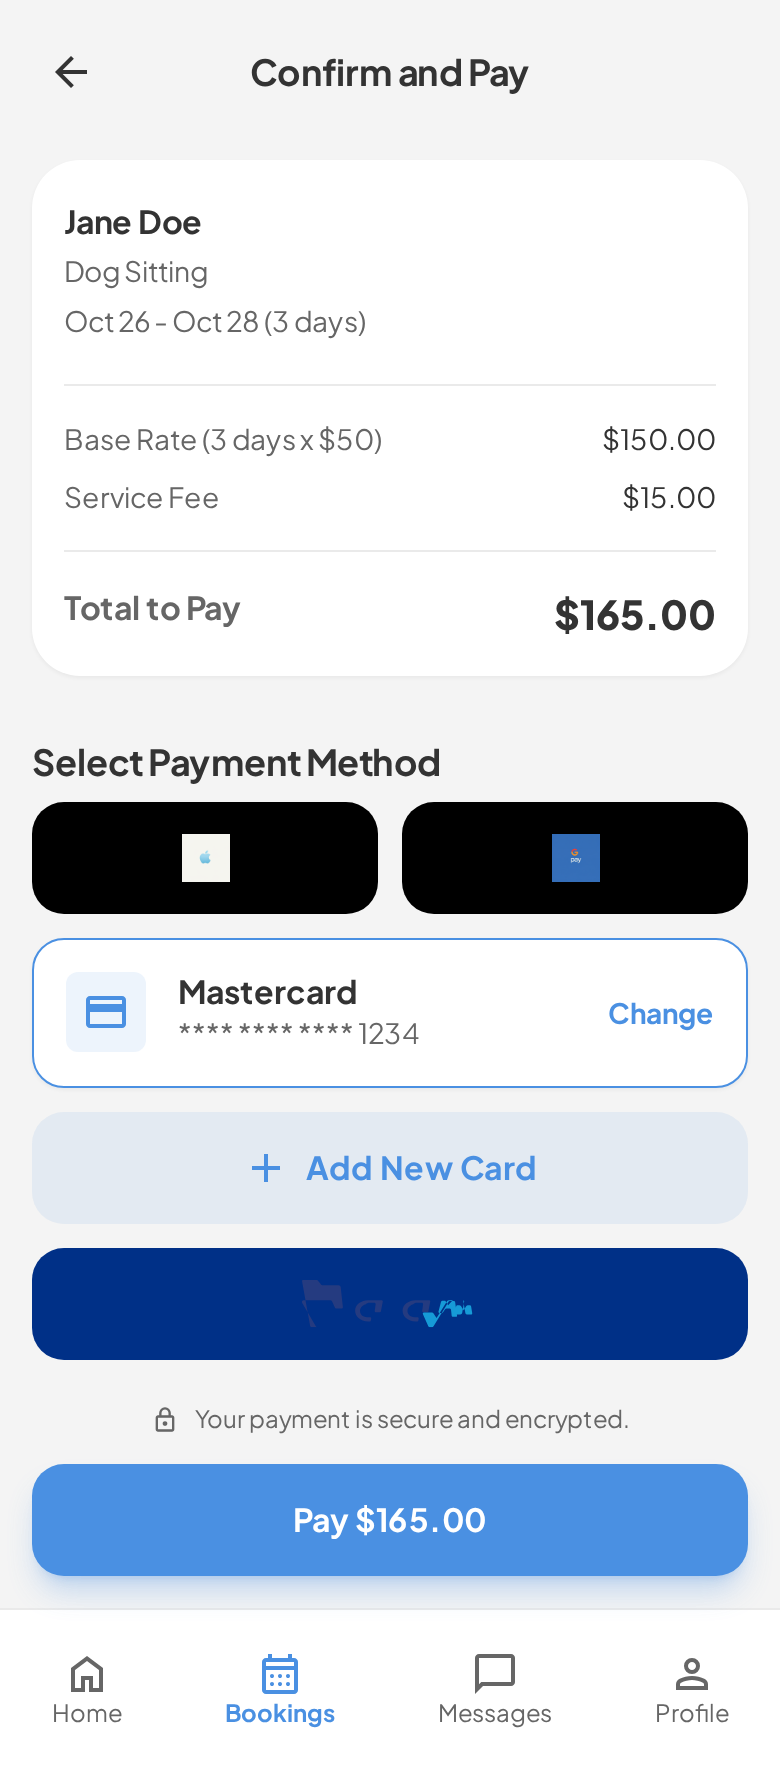 Confirm and Pay
Jane Doe
Dog Sitting
Oct 26 - Oct 28 (3 days)
Base Rate (3 days x $50) $150.00
Service Fee $15.00
Total to Pay $165.00
Select Payment Method
pay
Mastercard
**** **** **** 1234
Change
Add New Card
Your payment is secure and encrypted.
Pay $165.00
Home Bookings Messages Profile